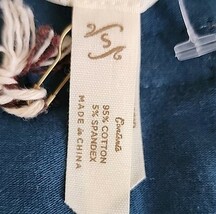 Contents
95% COTTON
5% SPANDEX
MADE IN CHINA